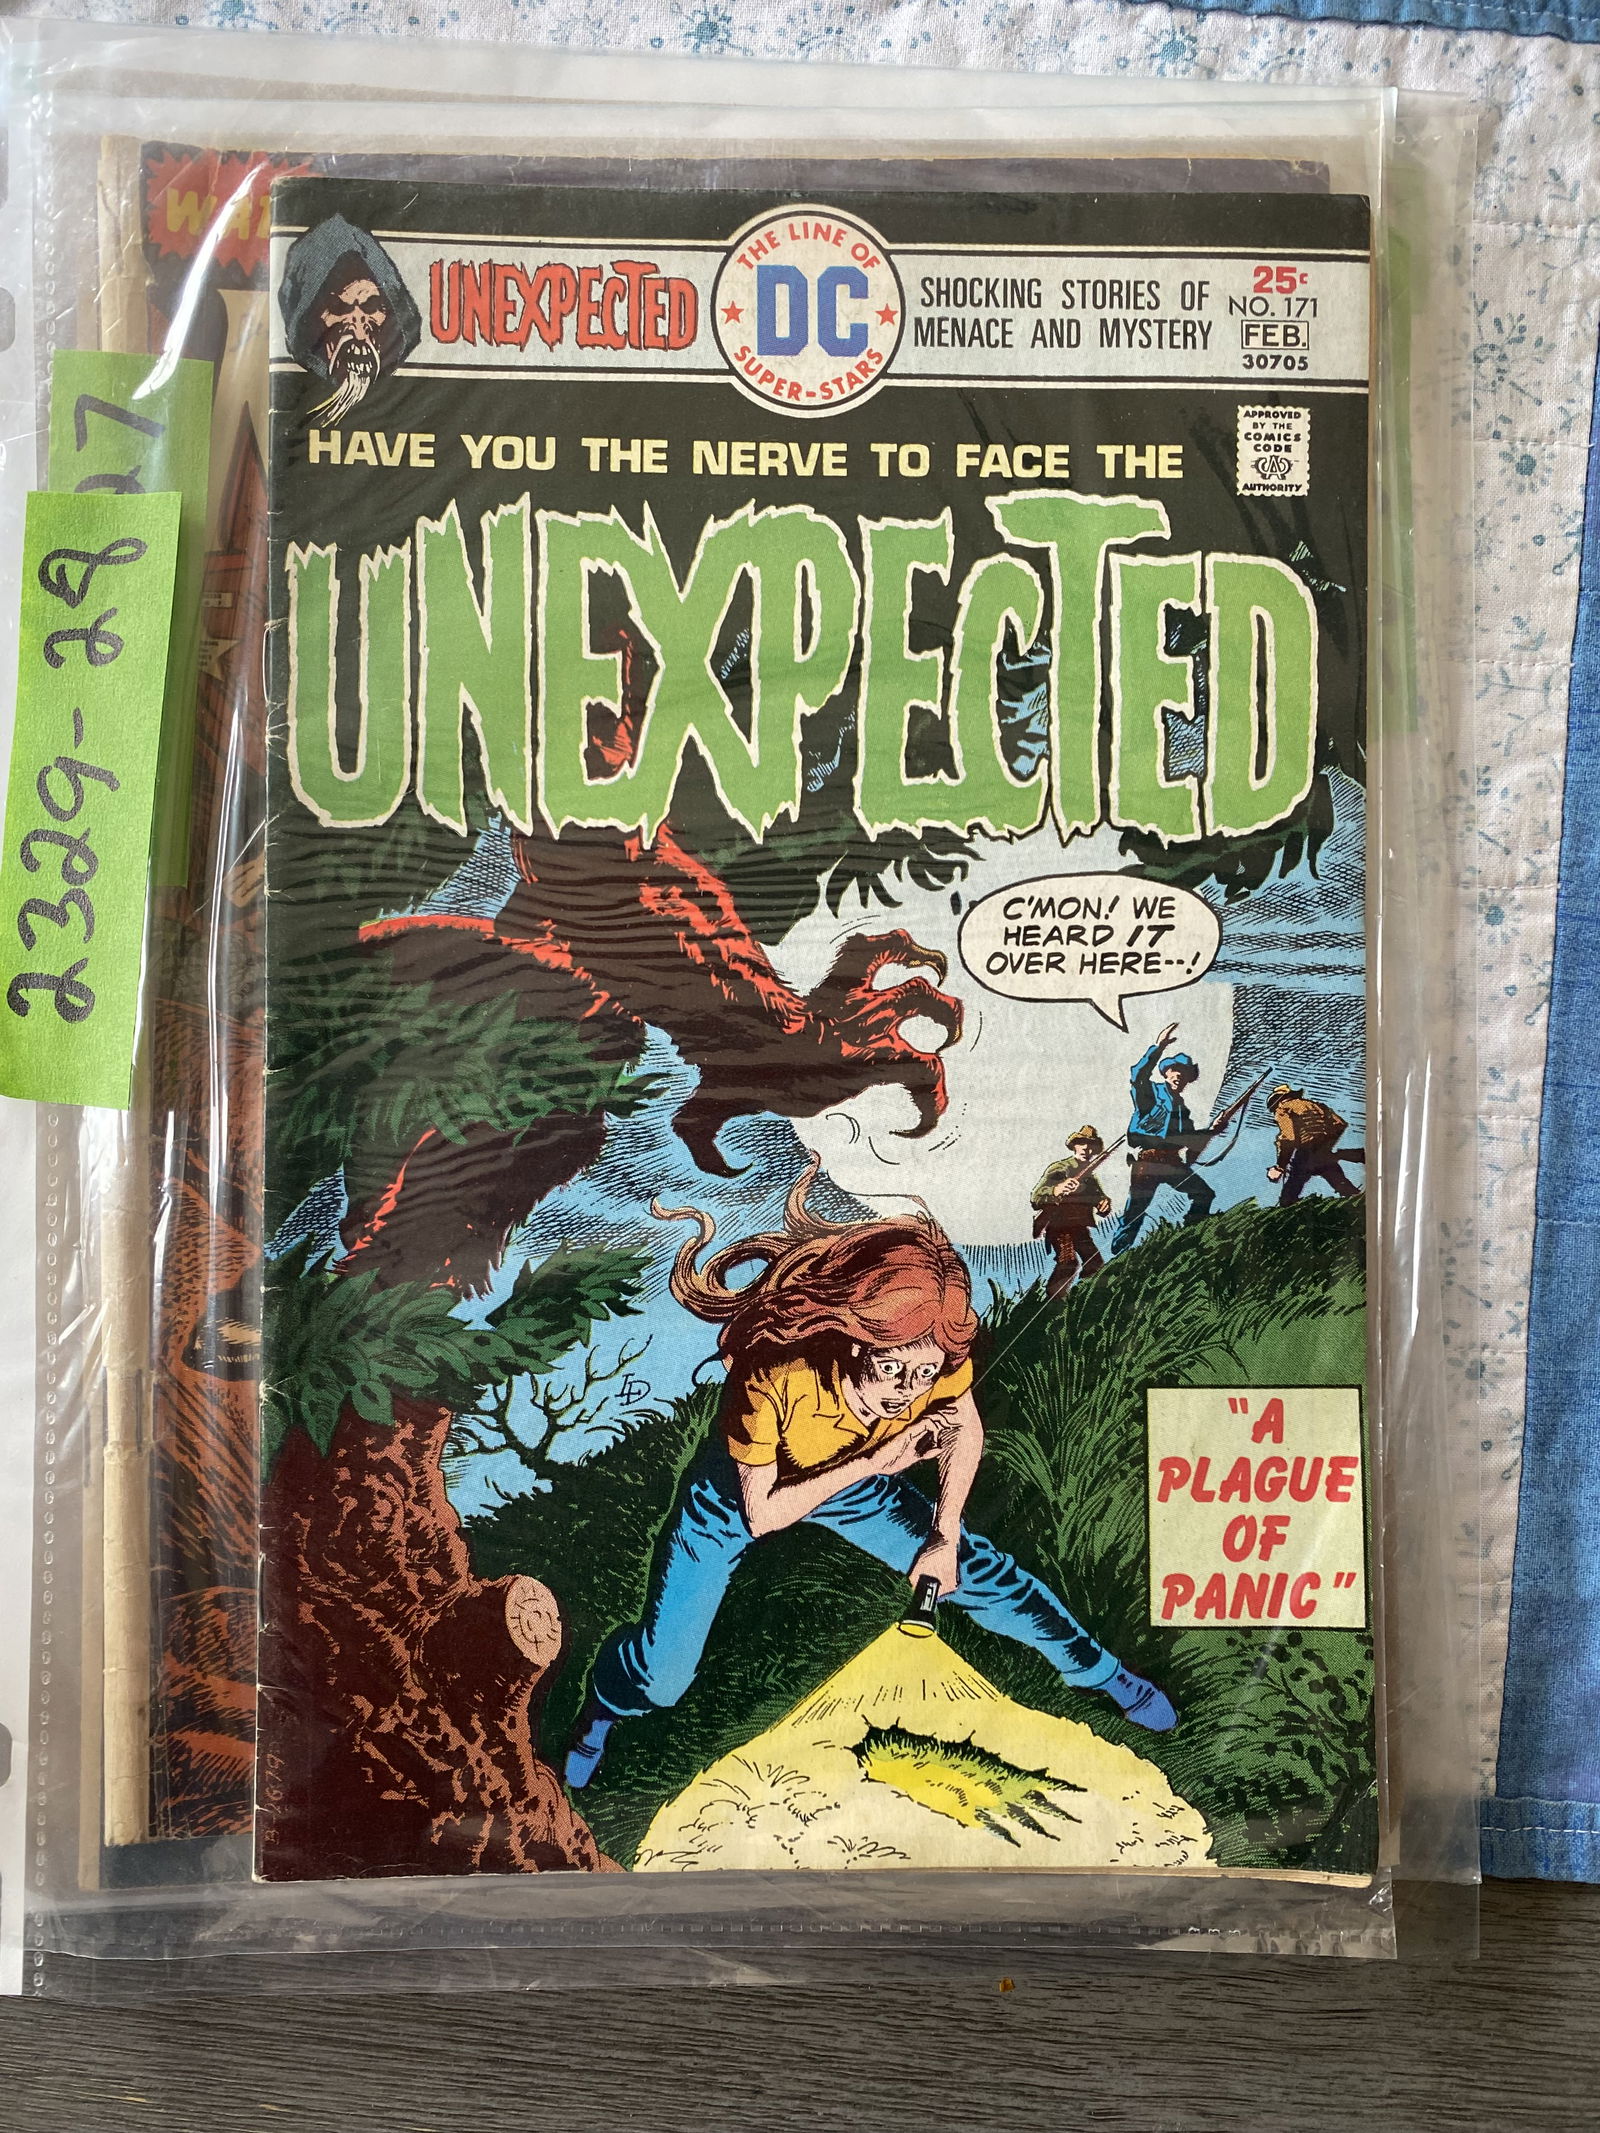 UNEXPECTED
THE LINE OF
DC
SUPER-STARS
SHOCKING STORIES OF
MENACE AND MYSTERY
25¢
NO. 171
FEB.
30705
APPROVED
BY THE
COMICS
CODE
CA
AUTHORITY
HAVE YOU THE NERVE TO FACE THE
UNEXPECTED
C'MON! WE
HEARD IT
OVER HERE--!
LD
"A
PLAGUE
OF
PANIC"
2329-28